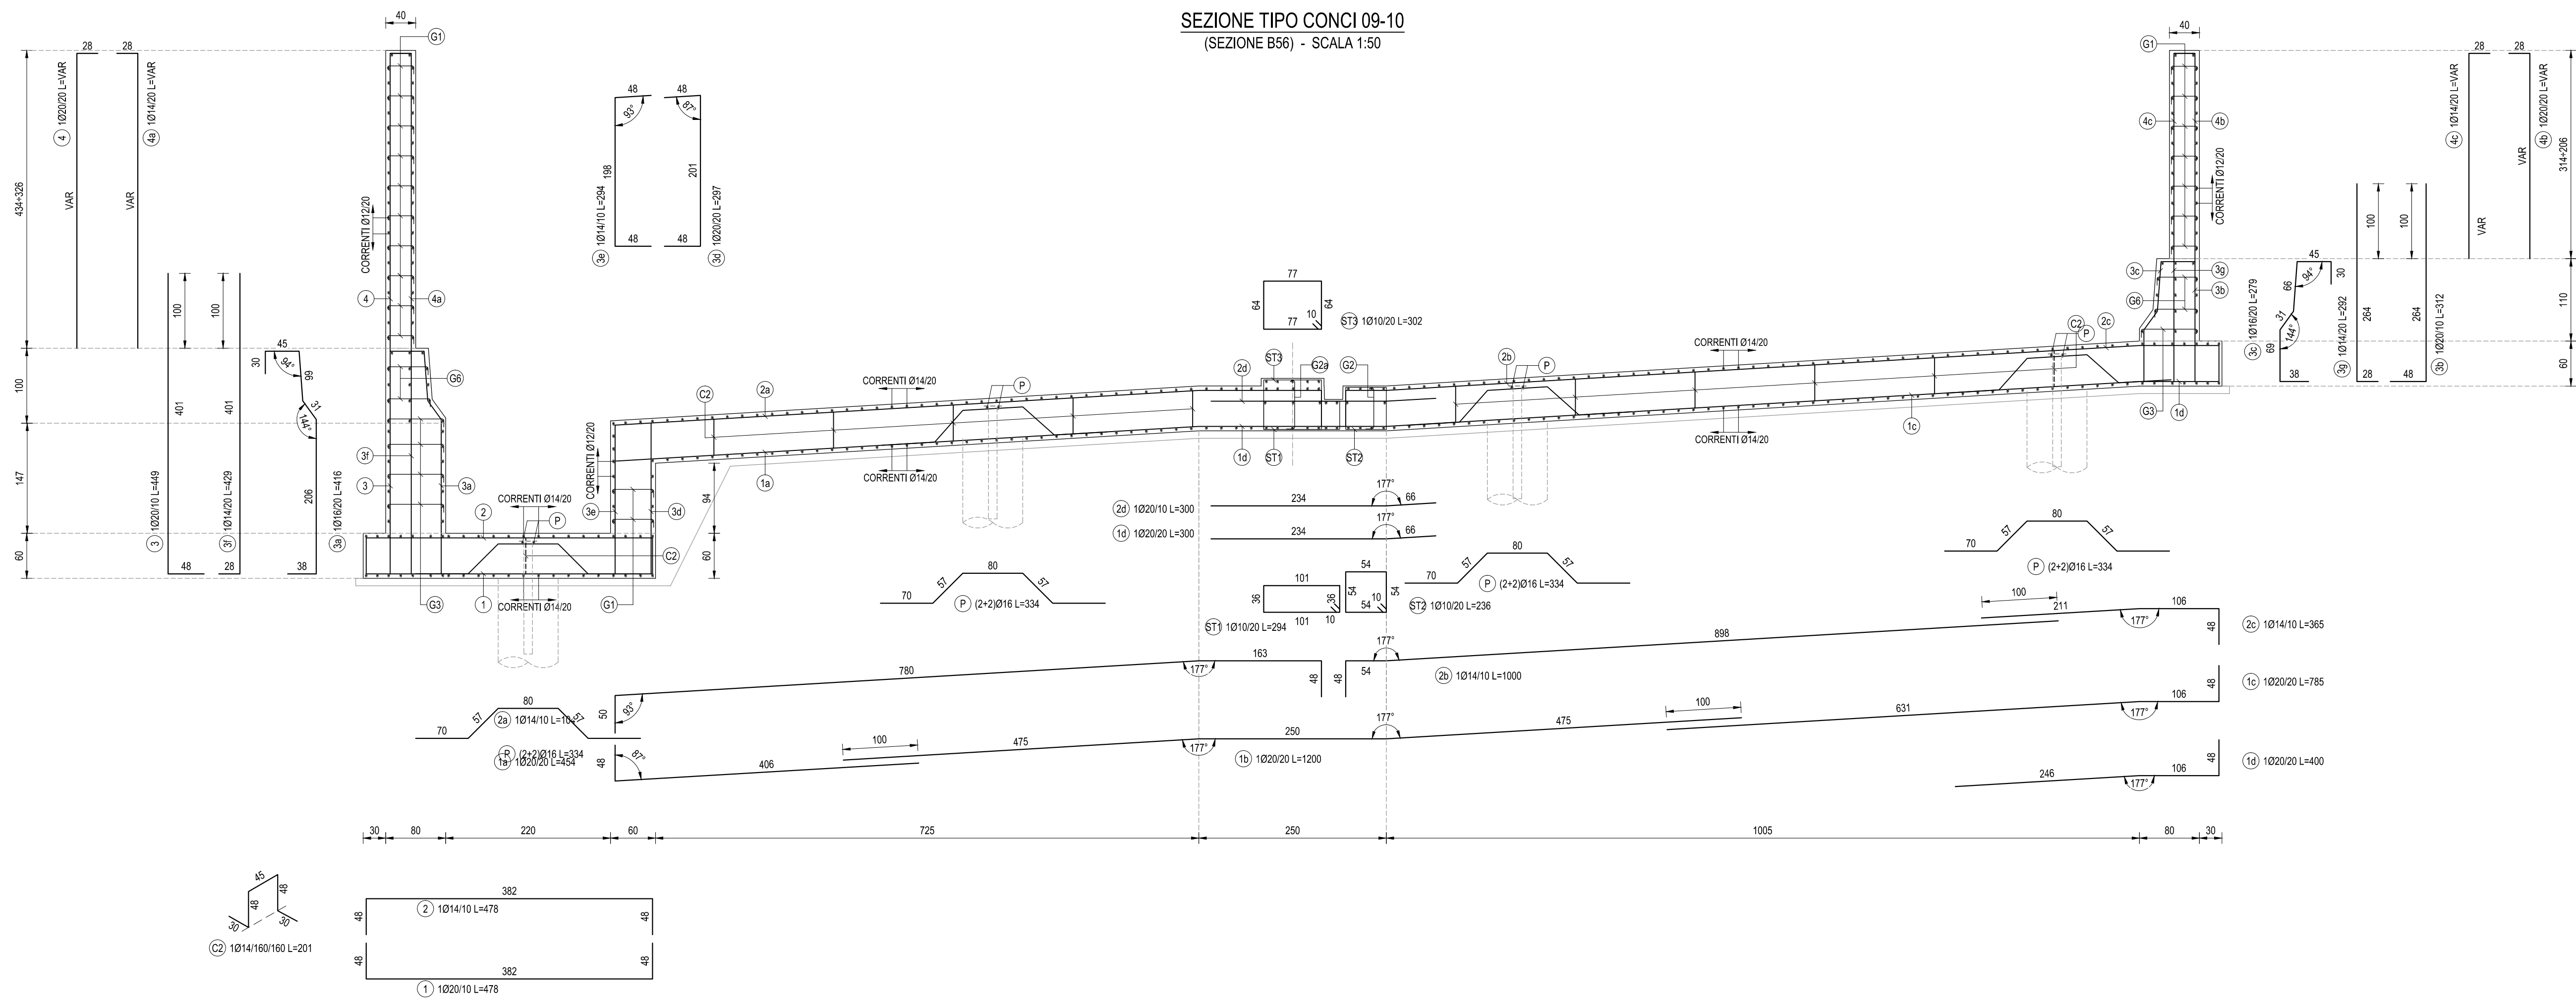 SEZIONE TIPO CONCI 09-10
(SEZIONE B56) - SCALA 1:50
40
G1
28
28
4 1Ø20/20 L=VAR
4a 1Ø14/20 L=VAR
VAR
VAR
434÷326
100
147
60
CORRENTI Ø12/20
4
4a
100
100
401
401
3 1Ø20/10 L=449
3f 1Ø14/20 L=429
48
28
45
30
94°
66
31
144°
206
38
3a 1Ø16/20 L=416
G6
3f
3
3a
G3
48
48
93°
87°
198
201
48
48
3e 1Ø14/10 L=294
3d 1Ø20/20 L=297
CORRENTI Ø14/20
2
P
C2
1
CORRENTI Ø14/20
G1
CORRENTI Ø12/20
3e
3d
94
60
C2
2a
CORRENTI Ø14/20
P
1a
CORRENTI Ø14/20
77
64
64
77
10
ST3 1Ø10/20 L=302
ST3
2d
G2a
G2
1d
ST1
ST2
2b
P
CORRENTI Ø14/20
CORRENTI Ø14/20
1c
C2
P
2c
G3
1d
40
G1
4c
4b
CORRENTI Ø12/20
3c
3g
3b
G6
28
28
4c 1Ø14/20 L=VAR
4b 1Ø20/20 L=VAR
VAR
VAR
314÷206
110
60
45
30
94°
66
31
144°
69
38
3c 1Ø16/20 L=279
100
100
264
264
3g 1Ø14/20 L=292
3b 1Ø20/10 L=312
28
48
234
177°
66
2d 1Ø20/10 L=300
234
177°
66
1d 1Ø20/20 L=300
80
57
57
70
P (2+2)Ø16 L=334
101
36
36
101
10
ST1 1Ø10/20 L=294
54
54
54
54
10
ST2 1Ø10/20 L=236
80
57
57
70
P (2+2)Ø16 L=334
80
57
57
70
P (2+2)Ø16 L=334
780
177°
163
48
93°
50
2a 1Ø14/10 L=104
48
54
177°
898
2b 1Ø14/10 L=1000
100
211
177°
106
48
2c 1Ø14/10 L=365
80
57
57
70
P (2+2)Ø16 L=334
1a 1Ø20/20 L=454
48
87°
406
100
475
177°
250
177°
475
1b 1Ø20/20 L=1200
100
631
177°
106
48
1c 1Ø20/20 L=785
246
177°
106
48
1d 1Ø20/20 L=400
30
80
220
60
725
250
1005
80
30
45
48
48
30
30
C2 1Ø14/160/160 L=201
382
48
48
2 1Ø14/10 L=478
48
48
382
1 1Ø20/10 L=478